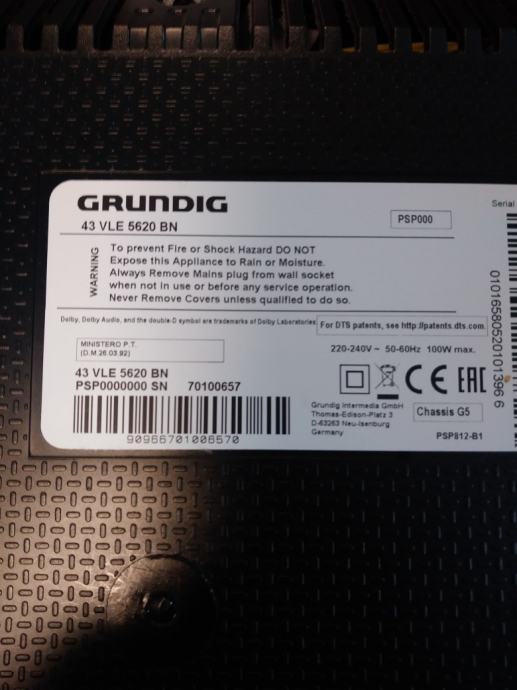 GRUNDIG
43 VLE 5620 BN
PSP000
Serial
WARNING
To prevent Fire or Shock Hazard DO NOT
Expose this Appliance to Rain or Moisture.
Always Remove Mains plug from wall socket
when not in use or before any service operation.
Never Remove Covers unless qualified to do so.
Dolby, Dolby Audio, and the double-D symbol are trademarks of Dolby Laboratories
For DTS patents, see http://patents.dts.com.
MINISTERO P.T.
(D.M.26.03.92)
220-240V ~ 50-60Hz 100W max.
43 VLE 5620 BN
PSP0000000 SN 70100657
90966701006570
CE EAC
Grundig Intermedia GmbH
Thomas-Edison-Platz 3
D-63263 Neu-Isenburg
Germany
Chassis G5
PSP812-B1
01016580520101396 6